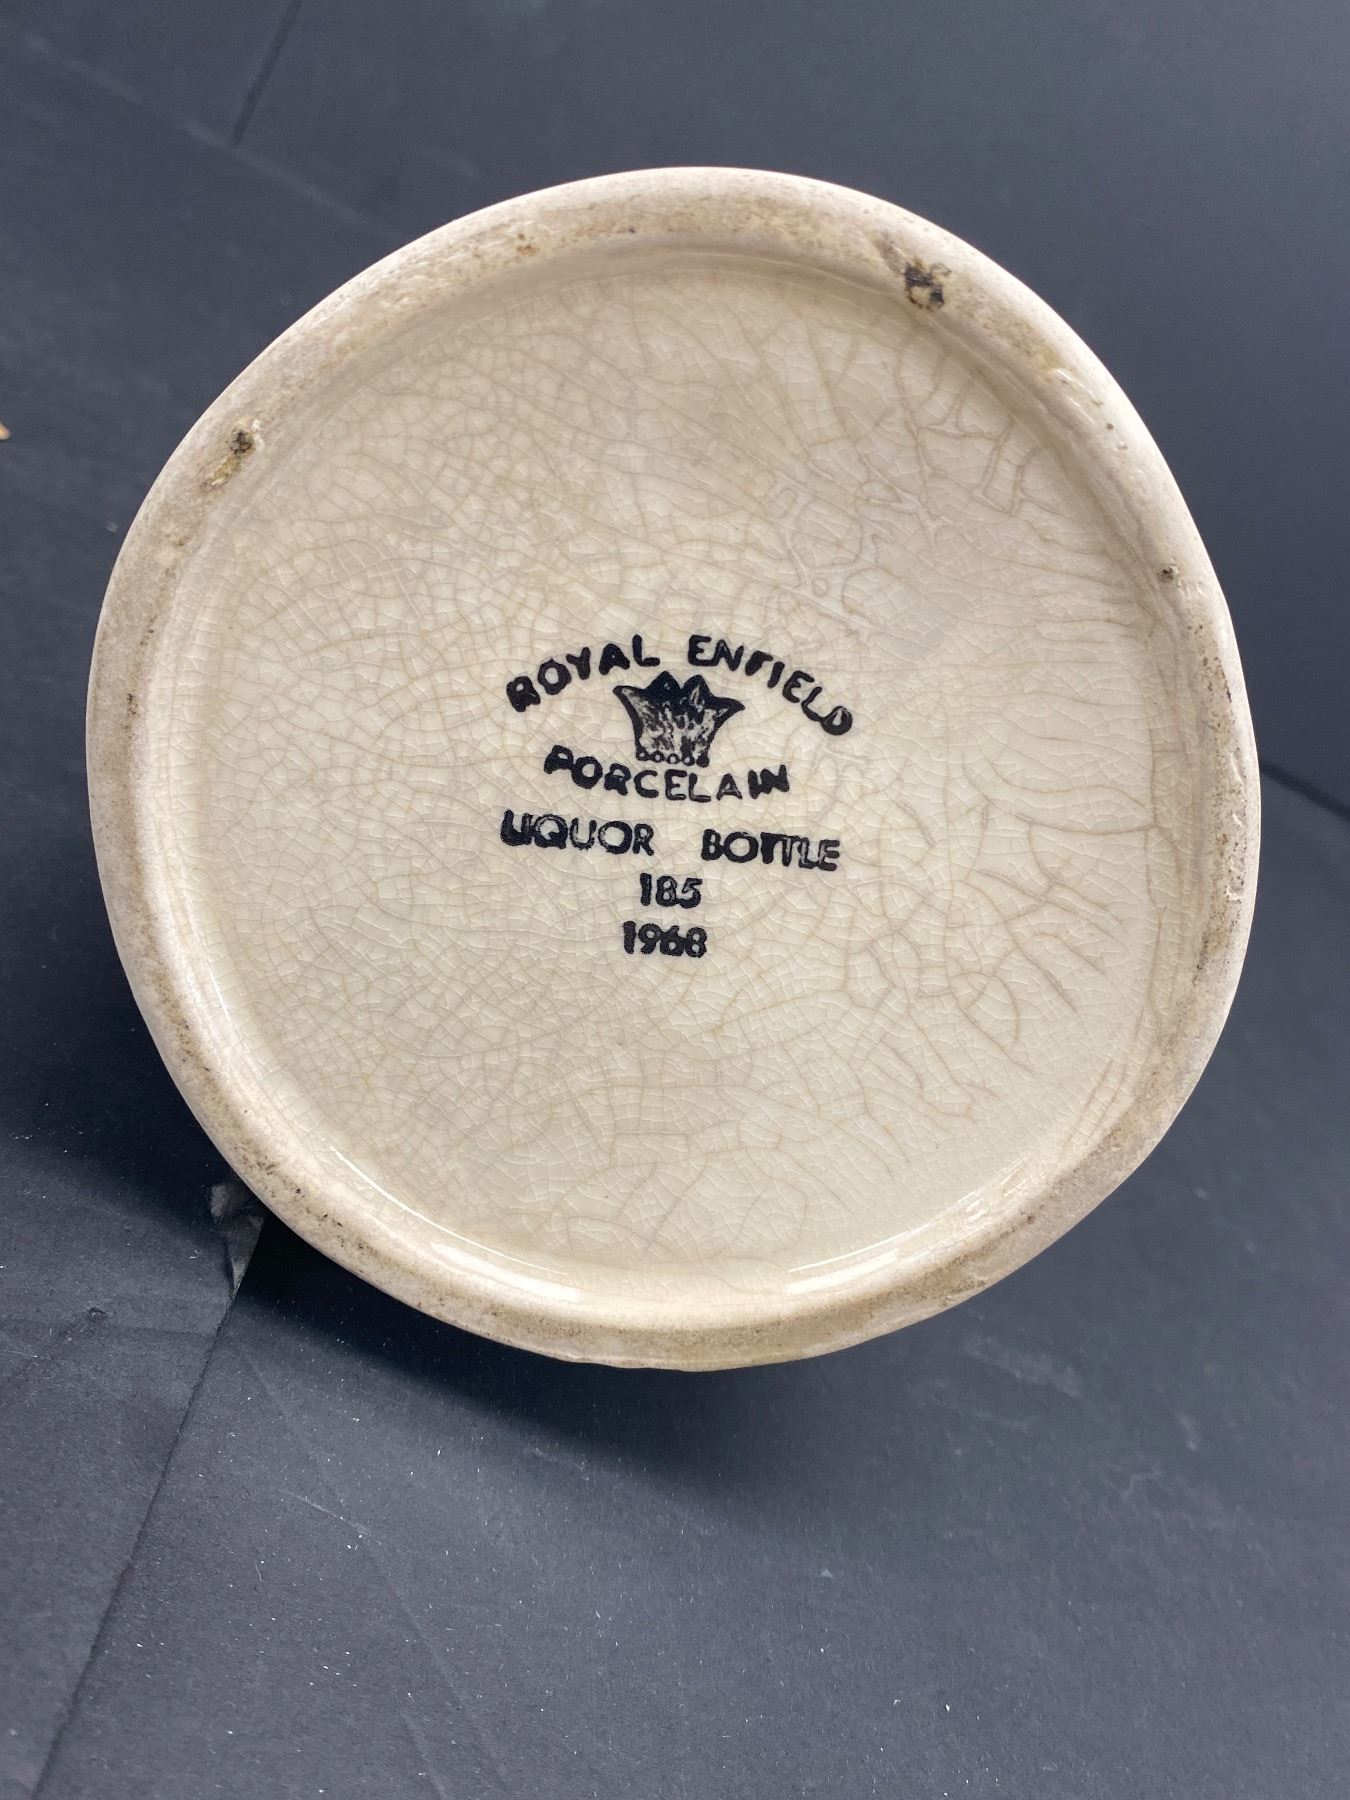 ROYAL ENFIELD
PORCELAIN
LIQUOR BOTTLE
185
1968